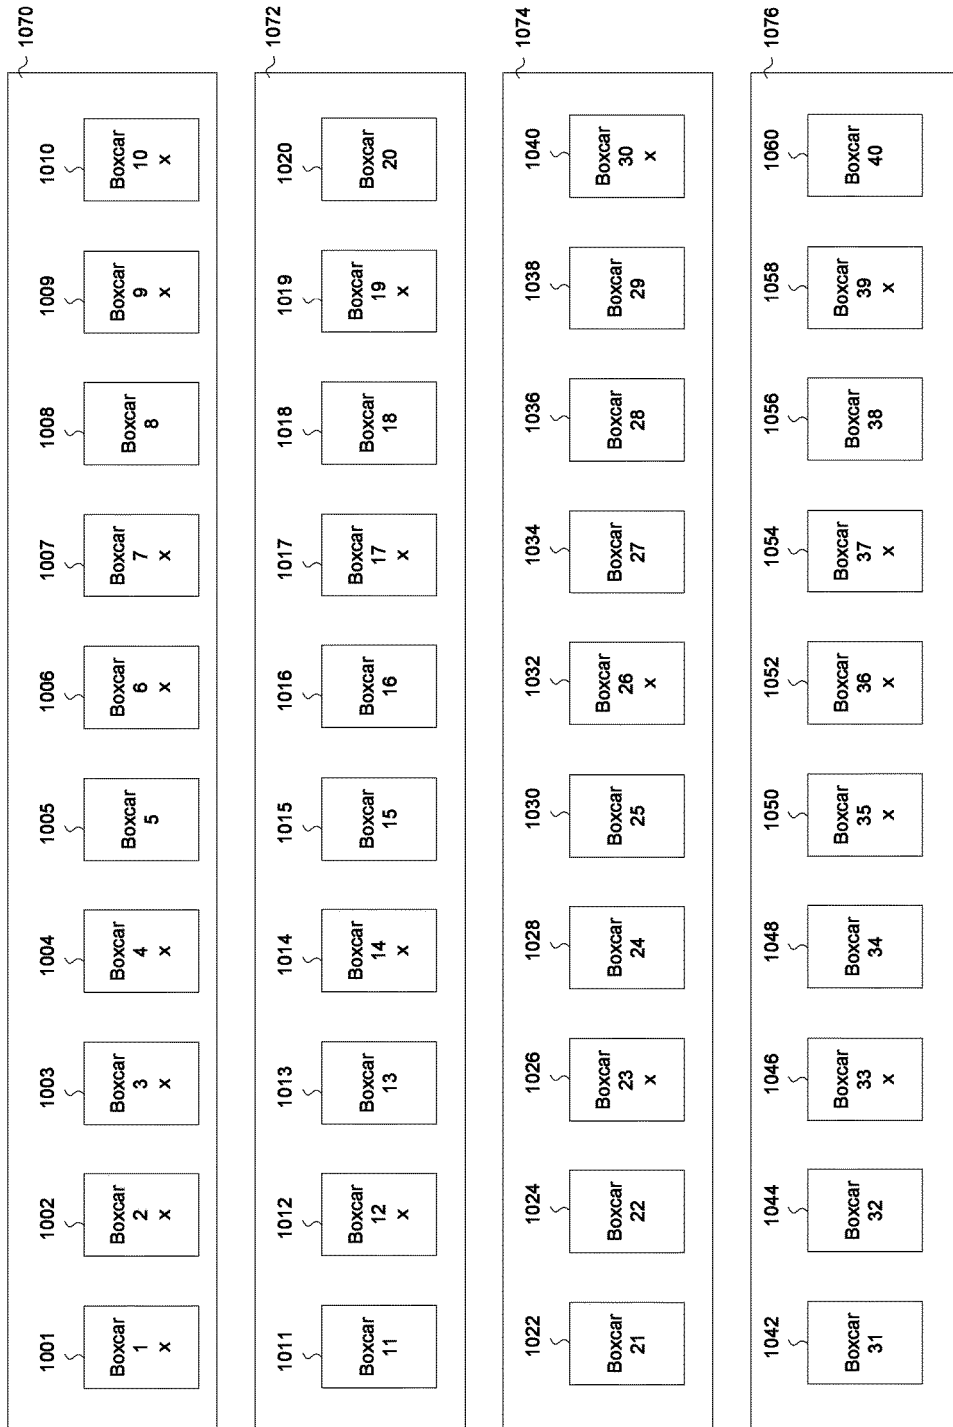 1070
1001
1002
1003
1004
1005
1006
1007
1008
1009
1010
Boxcar
1
x
Boxcar
2
x
Boxcar
3
x
Boxcar
4
x
Boxcar
5
Boxcar
6
x
Boxcar
7
x
Boxcar
8
Boxcar
9
x
Boxcar
10
x
1072
1011
1012
1013
1014
1015
1016
1017
1018
1019
1020
Boxcar
11
Boxcar
12
x
Boxcar
13
Boxcar
14
x
Boxcar
15
Boxcar
16
Boxcar
17
x
Boxcar
18
Boxcar
19
x
Boxcar
20
1074
1022
1024
1026
1028
1030
1032
1034
1036
1038
1040
Boxcar
21
Boxcar
22
Boxcar
23
x
Boxcar
24
Boxcar
25
Boxcar
26
x
Boxcar
27
Boxcar
28
Boxcar
29
Boxcar
30
x
1076
1042
1044
1046
1048
1050
1052
1054
1056
1058
1060
Boxcar
31
Boxcar
32
Boxcar
33
x
Boxcar
34
Boxcar
35
x
Boxcar
36
x
Boxcar
37
x
Boxcar
38
Boxcar
39
x
Boxcar
40